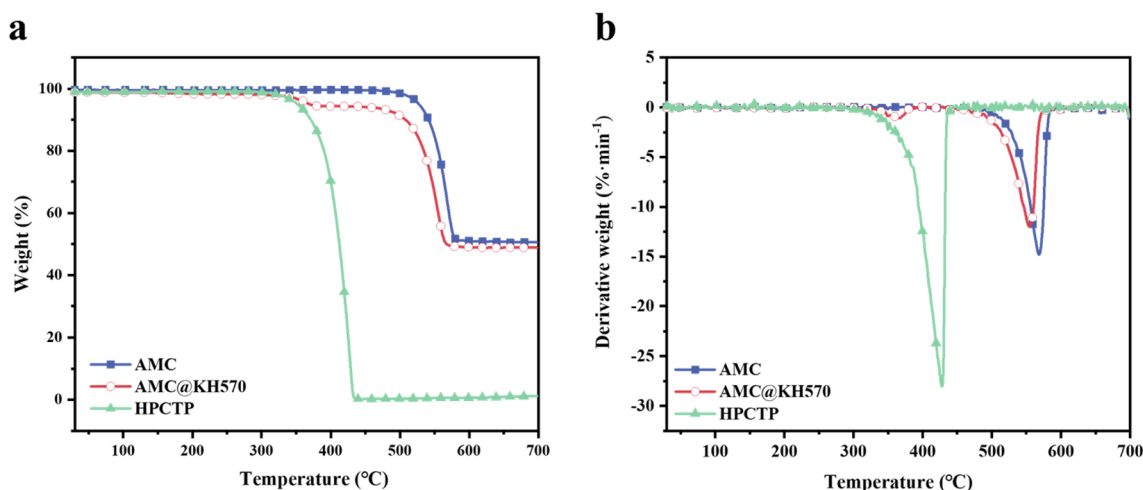 a
100
80
60
40
20
0
Weight (%)
AMC
AMC@KH570
HPCTP
100 200 300 400 500 600 700
Temperature (℃)
b
5
0
-5
-10
-15
-20
-25
-30
Derivative weight (%·min⁻¹)
AMC
AMC@KH570
HPCTP
100 200 300 400 500 600 700
Temperature (℃)